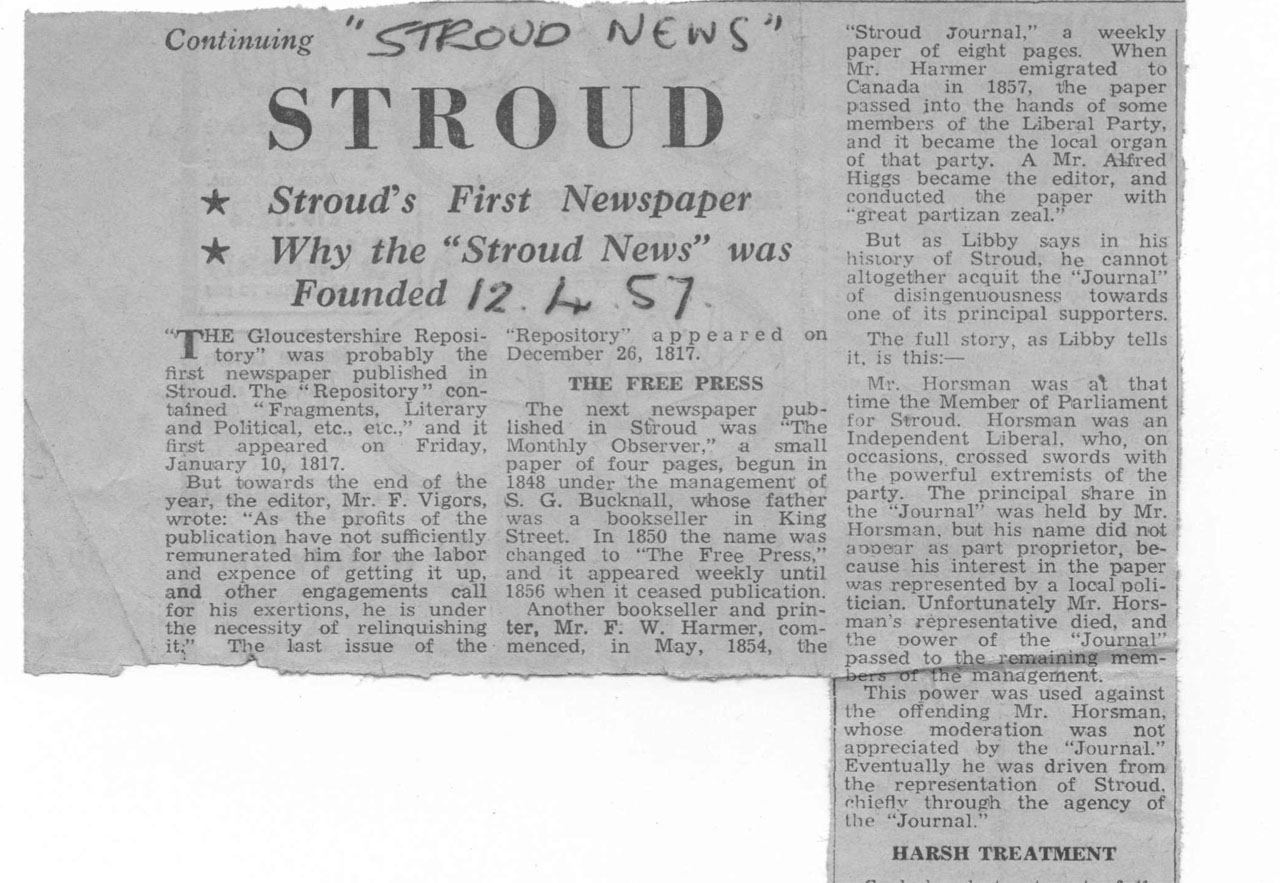 Continuing "STROUD NEWS"
STROUD
★ Stroud's First Newspaper
★ Why the "Stroud News" was
Founded 12.4.57.
"THE Gloucestershire Reposi-
tory" was probably the
first newspaper published in
Stroud. The "Repository" con-
tained "Fragments, Literary
and Political, etc., etc.," and it
first appeared on Friday,
January 10, 1817.
But towards the end of the
year, the editor, Mr. F. Vigors,
wrote: "As the profits of the
publication have not sufficiently
remunerated him for the labor
and expence of getting it up,
and other engagements call
for his exertions, he is under
the necessity of relinquishing
it;" The last issue of the
"Repository" appeared on
December 26, 1817.
THE FREE PRESS
The next newspaper pub-
lished in Stroud was "The
Monthly Observer," a small
paper of four pages, begun in
1848 under the management of
S. G. Bucknall, whose father
was a bookseller in King
Street. In 1850 the name was
changed to "The Free Press,"
and it appeared weekly until
1856 when it ceased publication.
Another bookseller and prin-
ter, Mr. F. W. Harmer, com-
menced, in May, 1854, the
"Stroud Journal," a weekly
paper of eight pages. When
Mr. Harmer emigrated to
Canada in 1857, the paper
passed into the hands of some
members of the Liberal Party,
and it became the local organ
of that party. A Mr. Alfred
Higgs became the editor, and
conducted the paper with
"great partizan zeal."
But as Libby says in his
history of Stroud, he cannot
altogether acquit the "Journal"
of disingenuousness towards
one of its principal supporters.
The full story, as Libby tells
it, is this:—
Mr. Horsman was at that
time the Member of Parliament
for Stroud. Horsman was an
Independent Liberal, who, on
occasions, crossed swords with
the powerful extremists of the
party. The principal share in
the "Journal" was held by Mr.
Horsman, but his name did not
appear as part proprietor, be-
cause his interest in the paper
was represented by a local poli-
tician. Unfortunately Mr. Hors-
man's representative died, and
the power of the "Journal"
passed to the remaining mem-
bers of the management.
This power was used against
the offending Mr. Horsman,
whose moderation was not
appreciated by the "Journal."
Eventually he was driven from
the representation of Stroud,
chiefly through the agency of
the "Journal."
HARSH TREATMENT